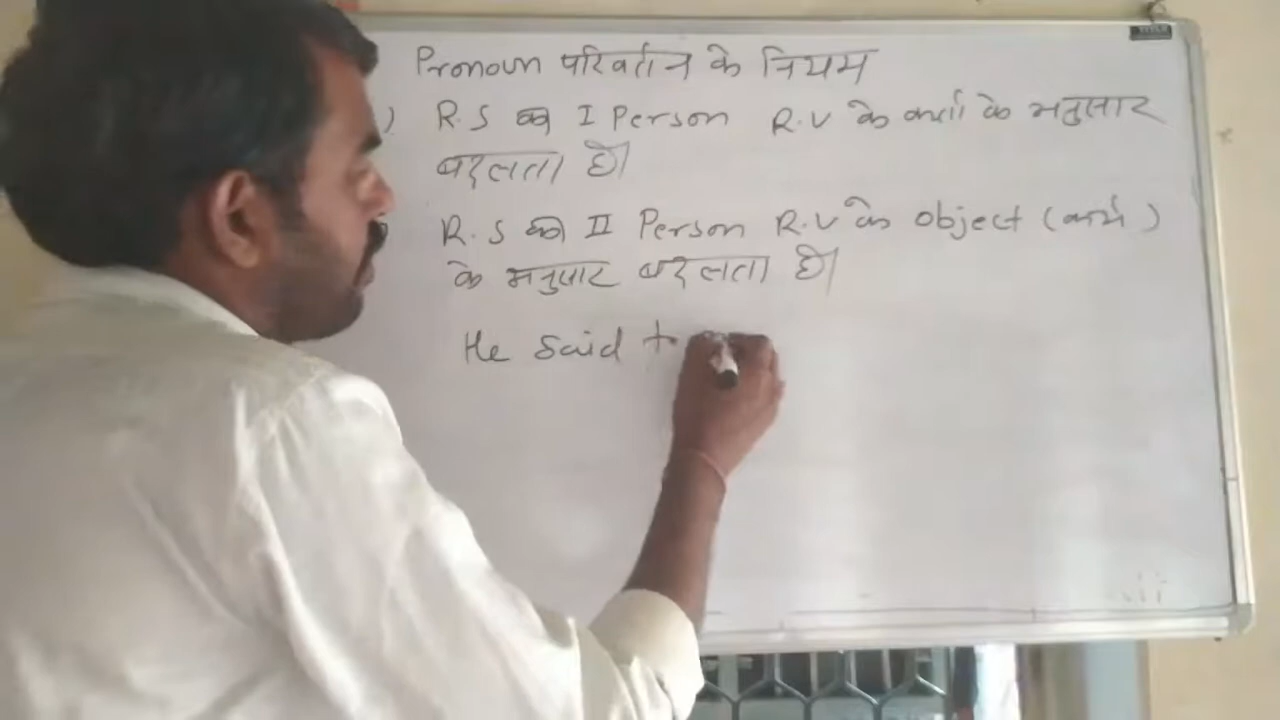 Pronoun परिवर्तन के नियम
) R.S का I Person R.V के कर्ता के अनुसार
बदलता है।
R.S का II Person R.V के object (कर्म)
के अनुसार बदलता है।
He said to